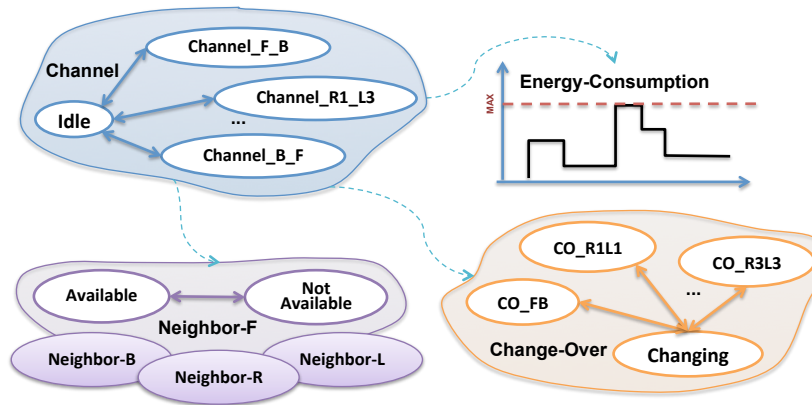 Channel_F_B
Channel
Channel_R1_L3
Idle
...
Channel_B_F
Energy-Consumption
MAX
CO_R1L1
CO_R3L3
CO_FB
...
Change-Over
Changing
Available
Not
Available
Neighbor-F
Neighbor-B
Neighbor-L
Neighbor-R